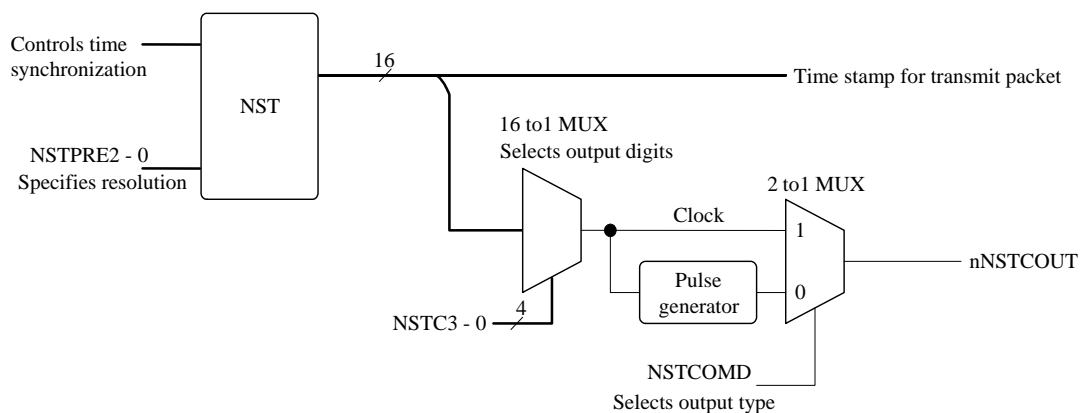 Controls time
synchronization
NST
NSTPRE2 - 0
Specifies resolution
16
Time stamp for transmit packet
16 to1 MUX
Selects output digits
NSTC3 - 0
4
Clock
Pulse
generator
2 to1 MUX
1
0
nNSTCOUT
NSTCOMD
Selects output type